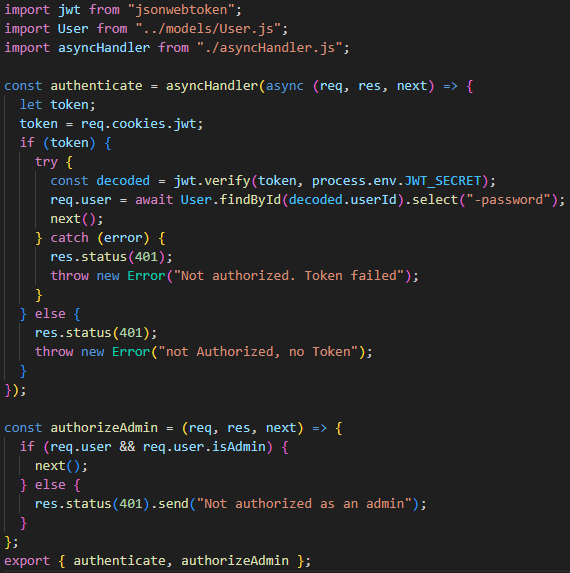 import jwt from "jsonwebtoken";
import User from "../models/User.js";
import asyncHandler from "./asyncHandler.js";

const authenticate = asyncHandler(async (req, res, next) => {
  let token;
  token = req.cookies.jwt;
  if (token) {
    try {
      const decoded = jwt.verify(token, process.env.JWT_SECRET);
      req.user = await User.findById(decoded.userId).select("-password");
      next();
    } catch (error) {
      res.status(401);
      throw new Error("Not authorized. Token failed");
    }
  } else {
    res.status(401);
    throw new Error("not Authorized, no Token");
  }
});

const authorizeAdmin = (req, res, next) => {
  if (req.user && req.user.isAdmin) {
    next();
  } else {
    res.status(401).send("Not authorized as an admin");
  }
};
export { authenticate, authorizeAdmin };